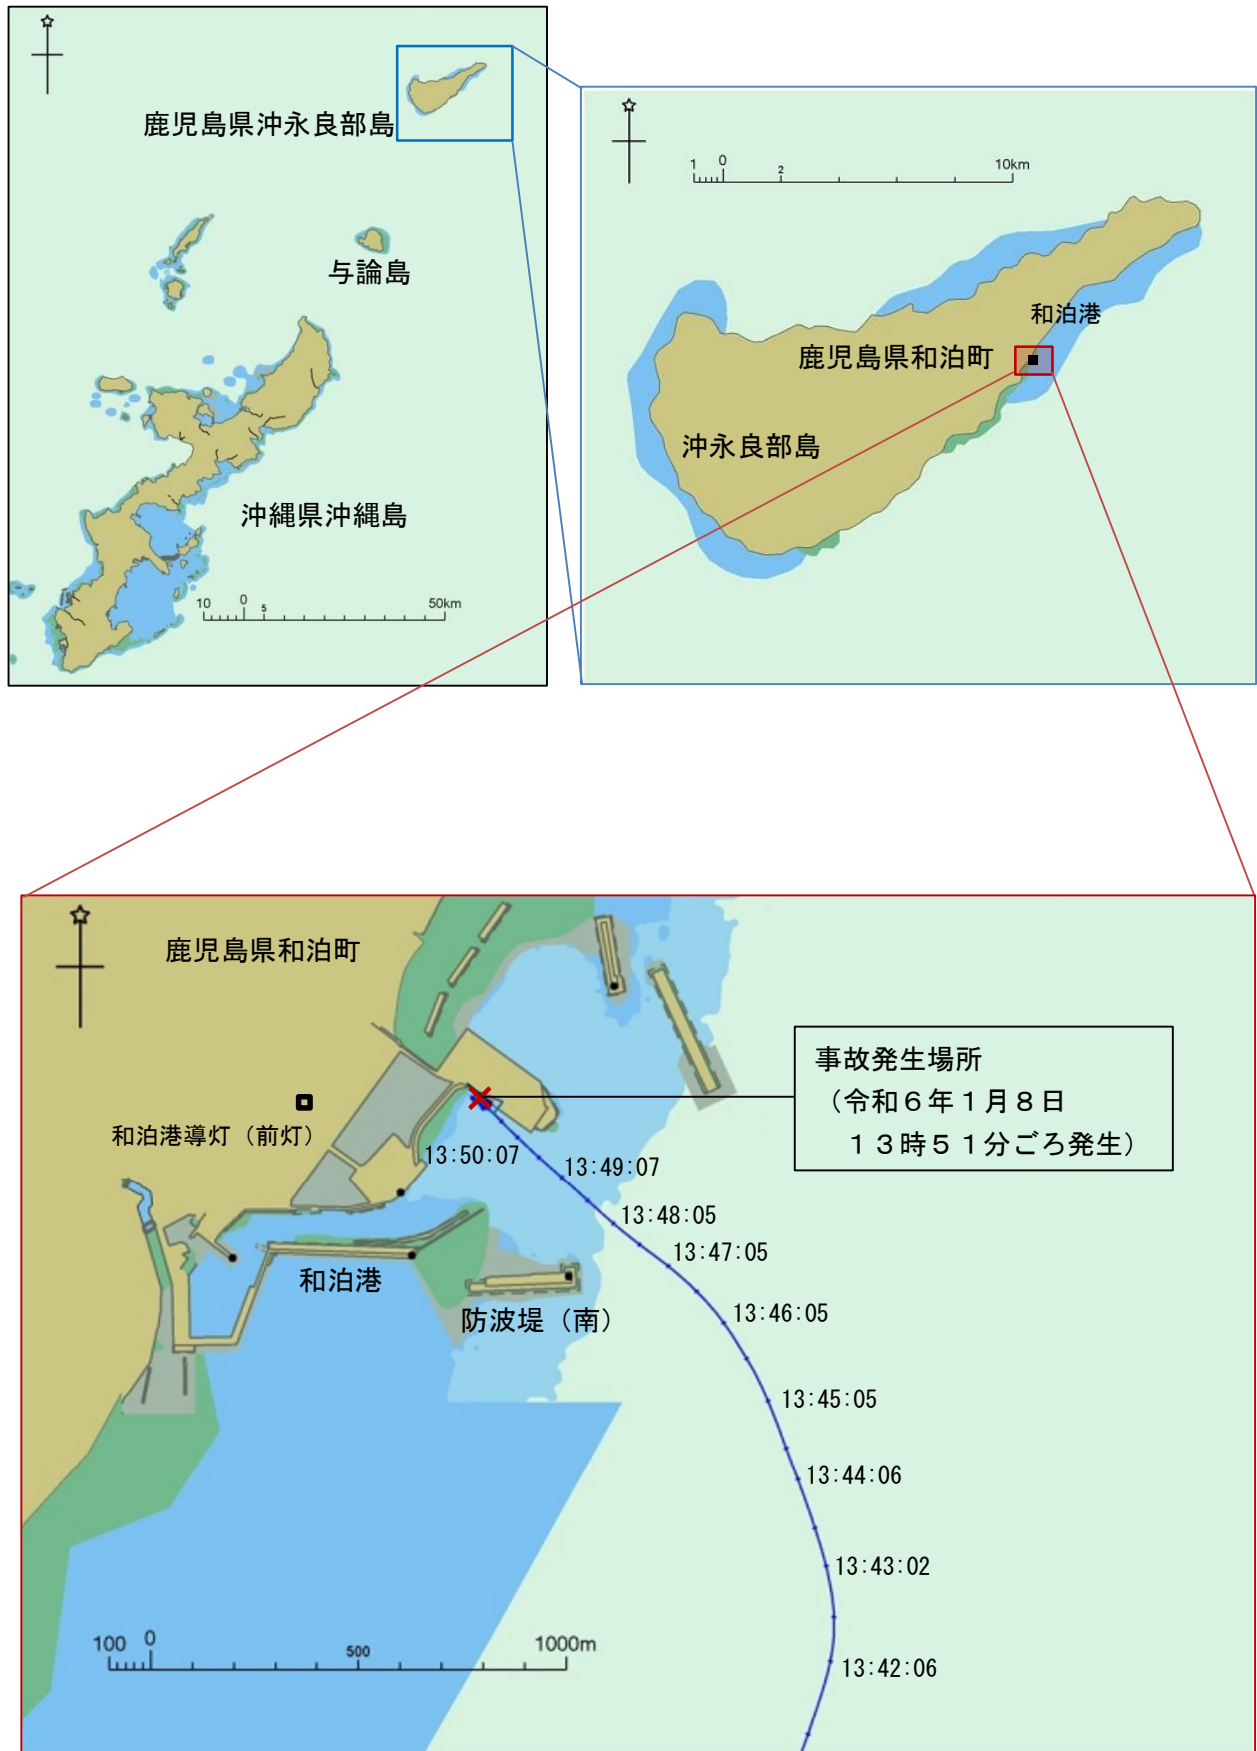 鹿児島県沖永良部島
与論島
沖縄県沖縄島
10 0 5 50km
1 0 2 10km
和泊港
鹿児島県和泊町
沖永良部島
鹿児島県和泊町
和泊港導灯（前灯）
事故発生場所
（令和６年１月８日
１３時５１分ごろ発生）
13:50:07
13:49:07
13:48:05
13:47:05
和泊港
防波堤（南）
13:46:05
13:45:05
13:44:06
13:43:02
13:42:06
100 0 500 1000m